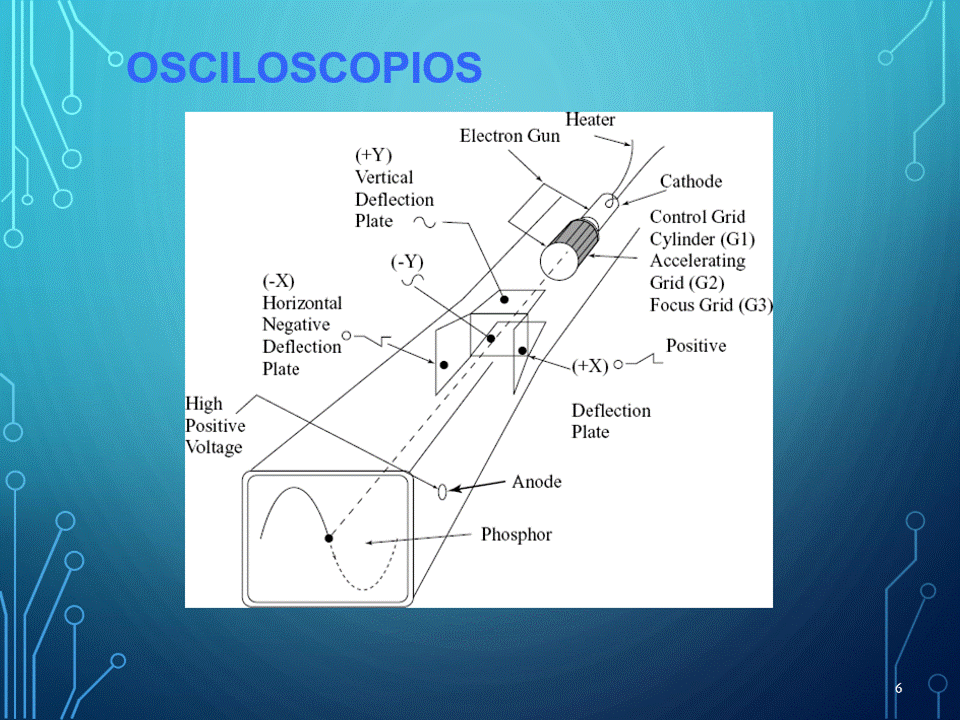 OSCILOSCOPIOS
Heater
Electron Gun
(+Y)
Vertical
Deflection
Plate
Cathode
Control Grid
Cylinder (G1)
Accelerating
Grid (G2)
Focus Grid (G3)
(-Y)
(-X)
Horizontal
Negative
Deflection
Plate
Positive
(+X)
Deflection
Plate
High
Positive
Voltage
Anode
Phosphor
6